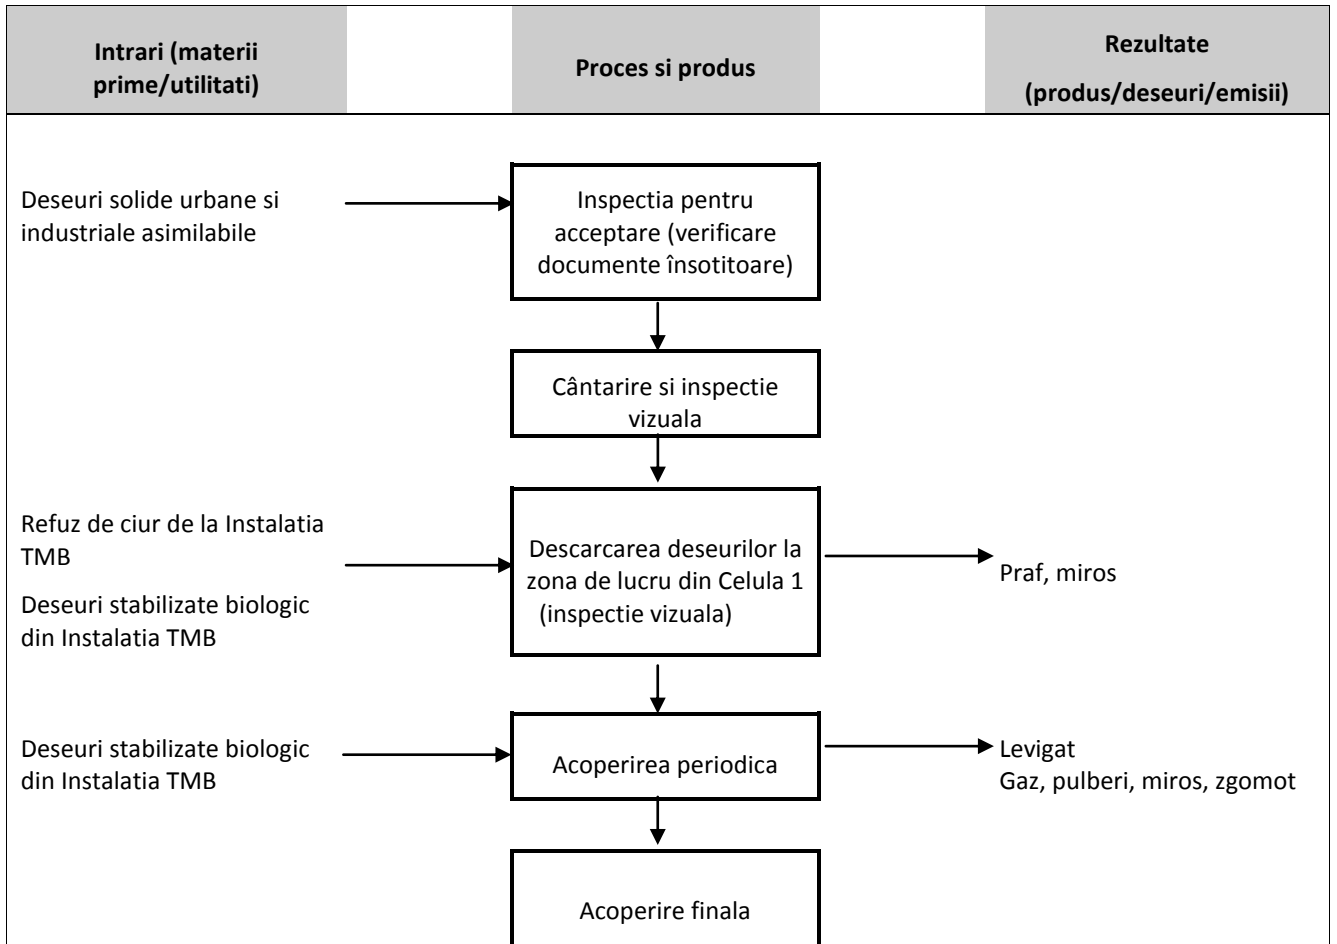 Intrari (materii
prime/utilitati)
Proces si produs
Rezultate
(produs/deseuri/emisii)
Deseuri solide urbane si
industriale asimilabile
Inspectia pentru
acceptare (verificare
documente însotitoare)
Cântarire si inspectie
vizuala
Refuz de ciur de la Instalatia
TMB
Deseuri stabilizate biologic
din Instalatia TMB
Descarcarea deseurilor la
zona de lucru din Celula 1
(inspectie vizuala)
Praf, miros
Deseuri stabilizate biologic
din Instalatia TMB
Acoperirea periodica
Levigat
Gaz, pulberi, miros, zgomot
Acoperire finala